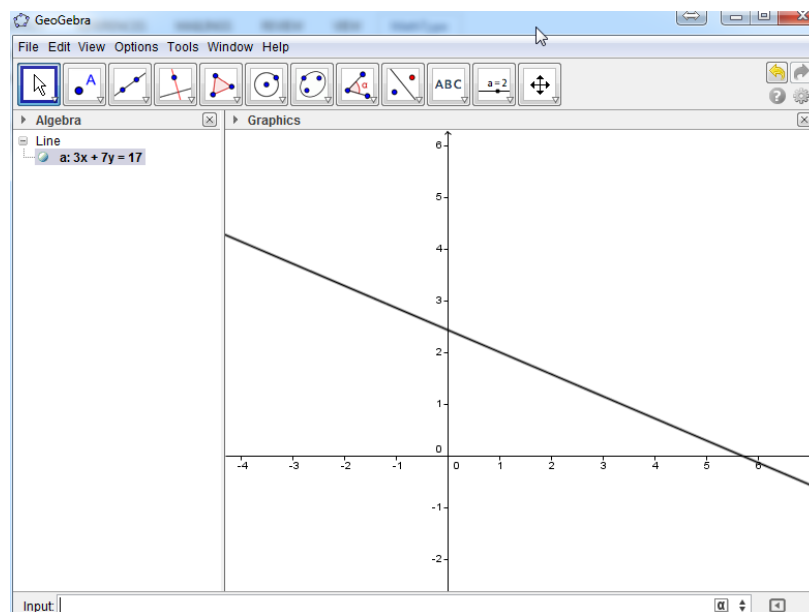 GeoGebra
File Edit View Options Tools Window Help
A
α
ABC
a=2
Algebra
Graphics
Line
a: 3x + 7y = 17
6
5
4
3
2
1
0
-4 -3 -2 -1 0 1 2 3 4 5 6
-1
-2
Input:
α